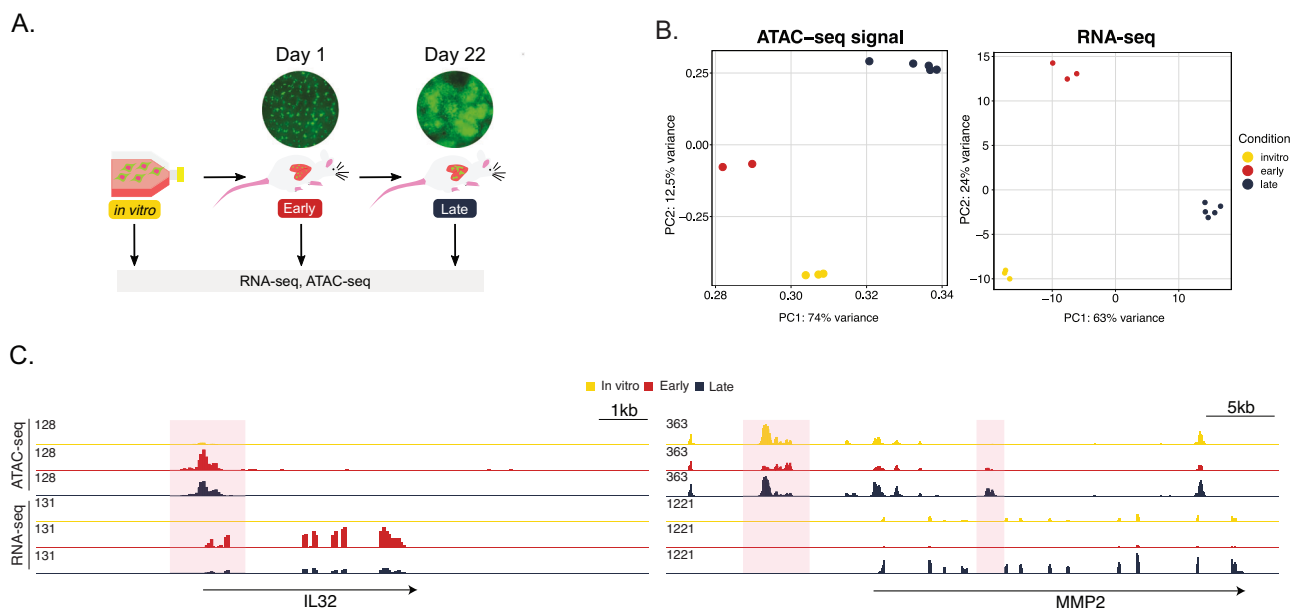 A.
Day 1
Day 22
in vitro
Early
Late
RNA-seq, ATAC-seq
B.
ATAC–seq signal
0.25
0.00
−0.25
PC2: 12.5% variance
0.28
0.30
0.32
0.34
PC1: 74% variance
RNA-seq
15
10
5
0
−5
−10
PC2: 24% variance
−10
0
10
PC1: 63% variance
Condition
invitro
early
late
C.
In vitro
Early
Late
1kb
5kb
ATAC-seq
128
128
128
RNA-seq
131
131
131
IL32
363
363
363
1221
1221
1221
MMP2